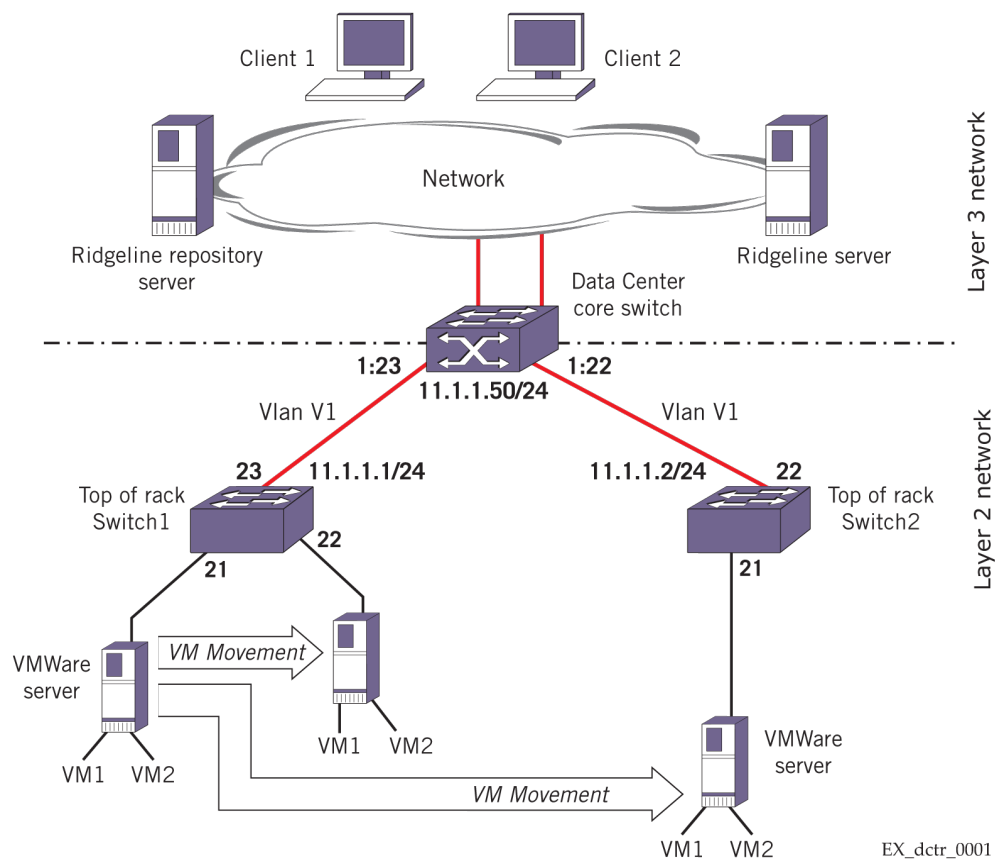 Client 1
Client 2
Network
Ridgeline repository
server
Ridgeline server
Layer 3 network
Data Center
core switch
1:23
1:22
11.1.1.50/24
Vlan V1
Vlan V1
23
11.1.1.1/24
11.1.1.2/24
22
Top of rack
Switch1
Top of rack
Switch2
Layer 2 network
22
21
21
VM Movement
VMWare
server
VM1
VM2
VM1
VM2
VM Movement
VMWare
server
VM1
VM2
EX_dctr_0001